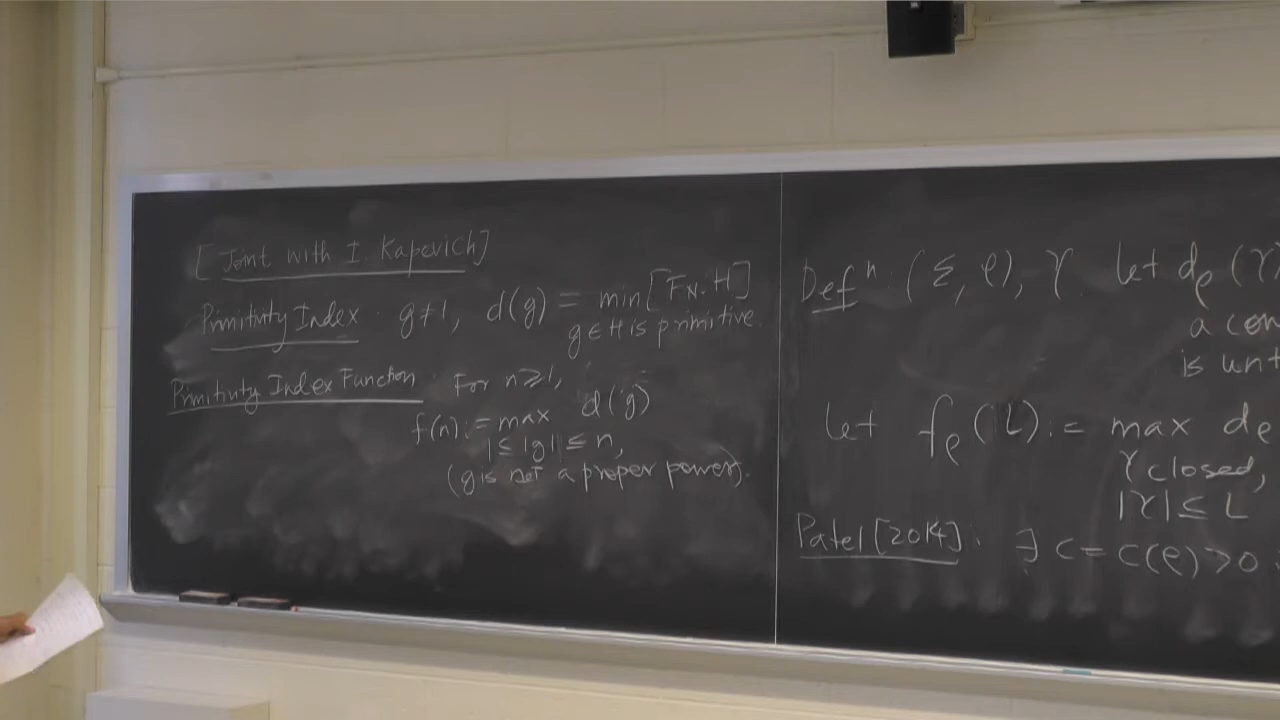 [Joint with I. Kapovich]
Primitivity Index. g≠1, d(g) = min [F_N:H]
g∈H is primitive.
Primitivity Index Function. For n≥1,
f(n) := max d(g)
1≤|g|≤n,
(g is not a proper power).
Defⁿ. (Σ, ρ), γ let d_ρ(γ)
a con
is unt
let f_ρ(L) := max d_ρ
γ closed,
|γ|≤L
Patel [2014]: ∃ c = c(ρ)>0 :